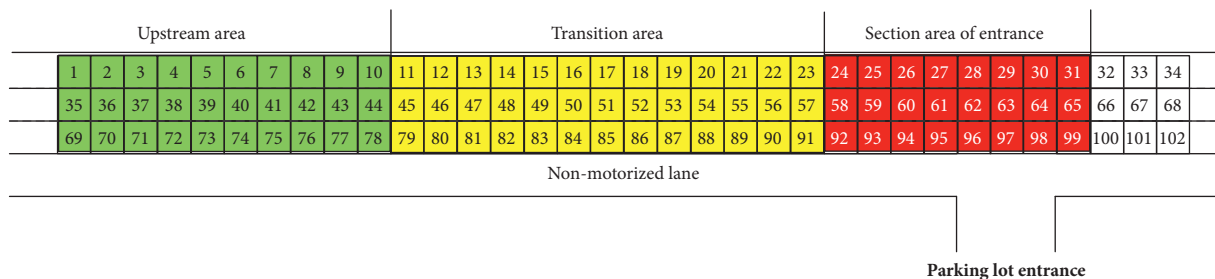 Upstream area Transition area Section area of entrance
1 2 3 4 5 6 7 8 9 10 11 12 13 14 15 16 17 18 19 20 21 22 23 24 25 26 27 28 29 30 31 32 33 34
35 36 37 38 39 40 41 42 43 44 45 46 47 48 49 50 51 52 53 54 55 56 57 58 59 60 61 62 63 64 65 66 67 68
69 70 71 72 73 74 75 76 77 78 79 80 81 82 83 84 85 86 87 88 89 90 91 92 93 94 95 96 97 98 99 100 101 102
Non-motorized lane
Parking lot entrance